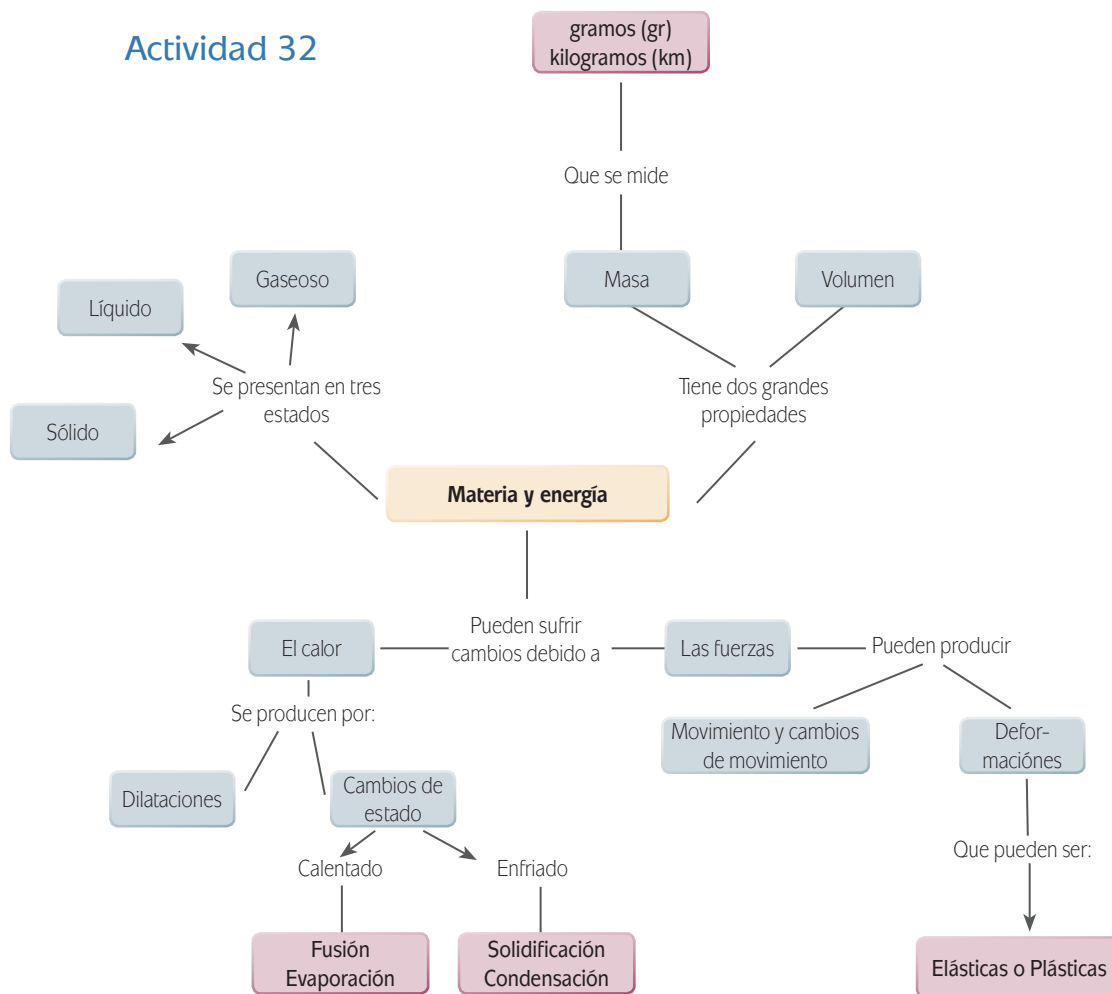 Actividad 32
gramos (gr)
kilogramos (km)
Que se mide
Gaseoso
Masa
Volumen
Líquido
Se presentan en tres
estados
Tiene dos grandes
propiedades
Sólido
Materia y energía
Pueden sufrir
cambios debido a
El calor
Las fuerzas
Pueden producir
Se producen por:
Movimiento y cambios
de movimiento
Defor-
maciónes
Dilataciones
Cambios de
estado
Calentado
Enfriado
Que pueden ser:
Fusión
Evaporación
Solidificación
Condensación
Elásticas o Plásticas